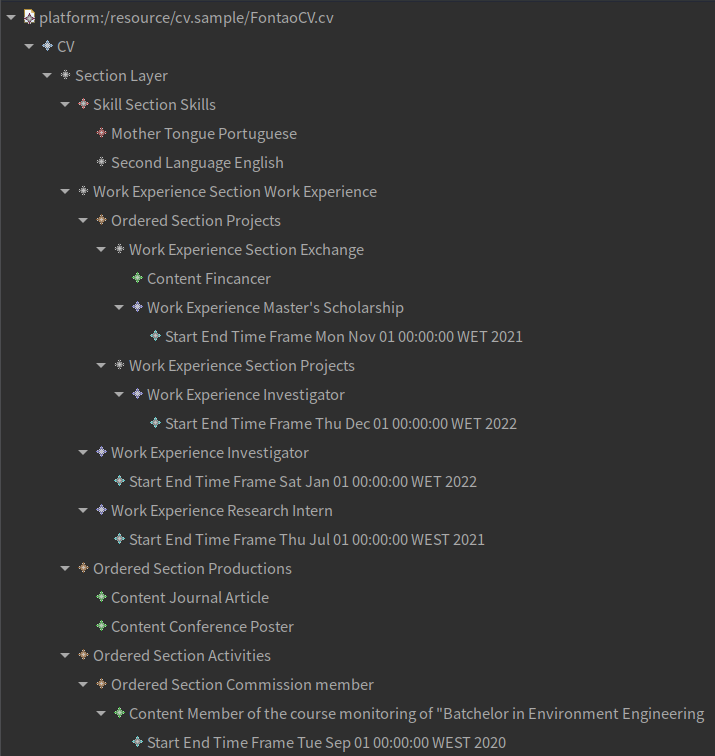 platform:/resource/cv.sample/FontaoCV.cv
CV
Section Layer
Skill Section Skills
Mother Tongue Portuguese
Second Language English
Work Experience Section Work Experience
Ordered Section Projects
Work Experience Section Exchange
Content Fincancer
Work Experience Master's Scholarship
Start End Time Frame Mon Nov 01 00:00:00 WET 2021
Work Experience Section Projects
Work Experience Investigator
Start End Time Frame Thu Dec 01 00:00:00 WET 2022
Work Experience Investigator
Start End Time Frame Sat Jan 01 00:00:00 WET 2022
Work Experience Research Intern
Start End Time Frame Thu Jul 01 00:00:00 WEST 2021
Ordered Section Productions
Content Journal Article
Content Conference Poster
Ordered Section Activities
Ordered Section Commission member
Content Member of the course monitoring of "Batchelor in Environment Engineering
Start End Time Frame Tue Sep 01 00:00:00 WEST 2020